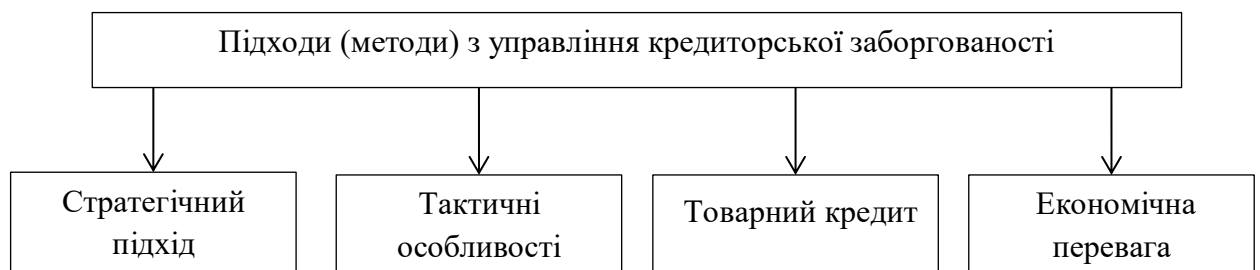 Підходи (методи) з управління кредиторської заборгованості
Стратегічний
підхід
Тактичні
особливості
Товарний кредит
Економічна
перевага